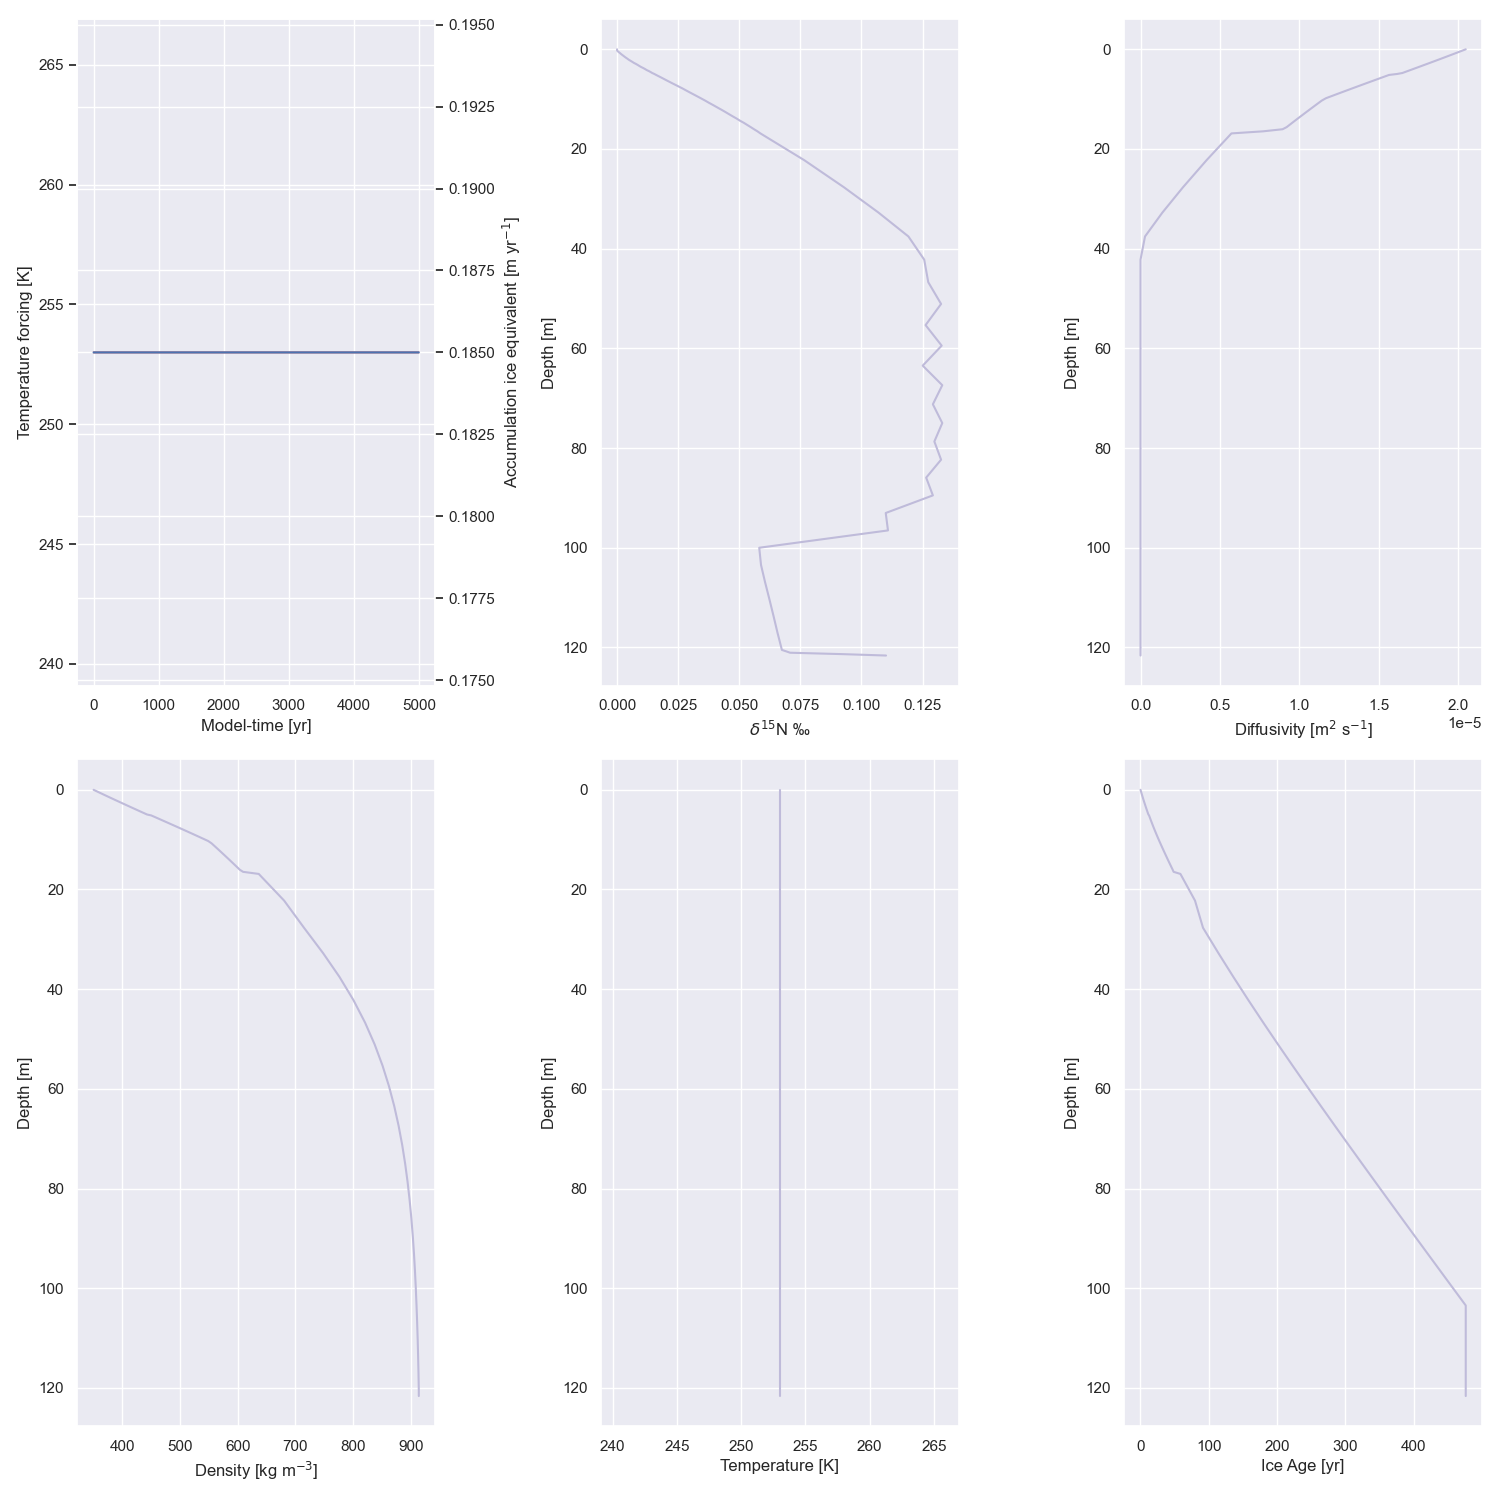 Temperature forcing [K]
265
260
255
250
245
240
0 1000 2000 3000 4000 5000
Model-time [yr]
0.1950
0.1925
0.1900
0.1875
0.1850
0.1825
0.1800
0.1775
0.1750
Accumulation ice equivalent [m yr⁻¹]
Depth [m]
0
20
40
60
80
100
120
0.000 0.025 0.050 0.075 0.100 0.125
δ¹⁵N ‰
Depth [m]
0
20
40
60
80
100
120
0.0 0.5 1.0 1.5 2.0
1e−5
Diffusivity [m² s⁻¹]
Depth [m]
0
20
40
60
80
100
120
400 500 600 700 800 900
Density [kg m⁻³]
Depth [m]
0
20
40
60
80
100
120
240 245 250 255 260 265
Temperature [K]
Depth [m]
0
20
40
60
80
100
120
0 100 200 300 400
Ice Age [yr]